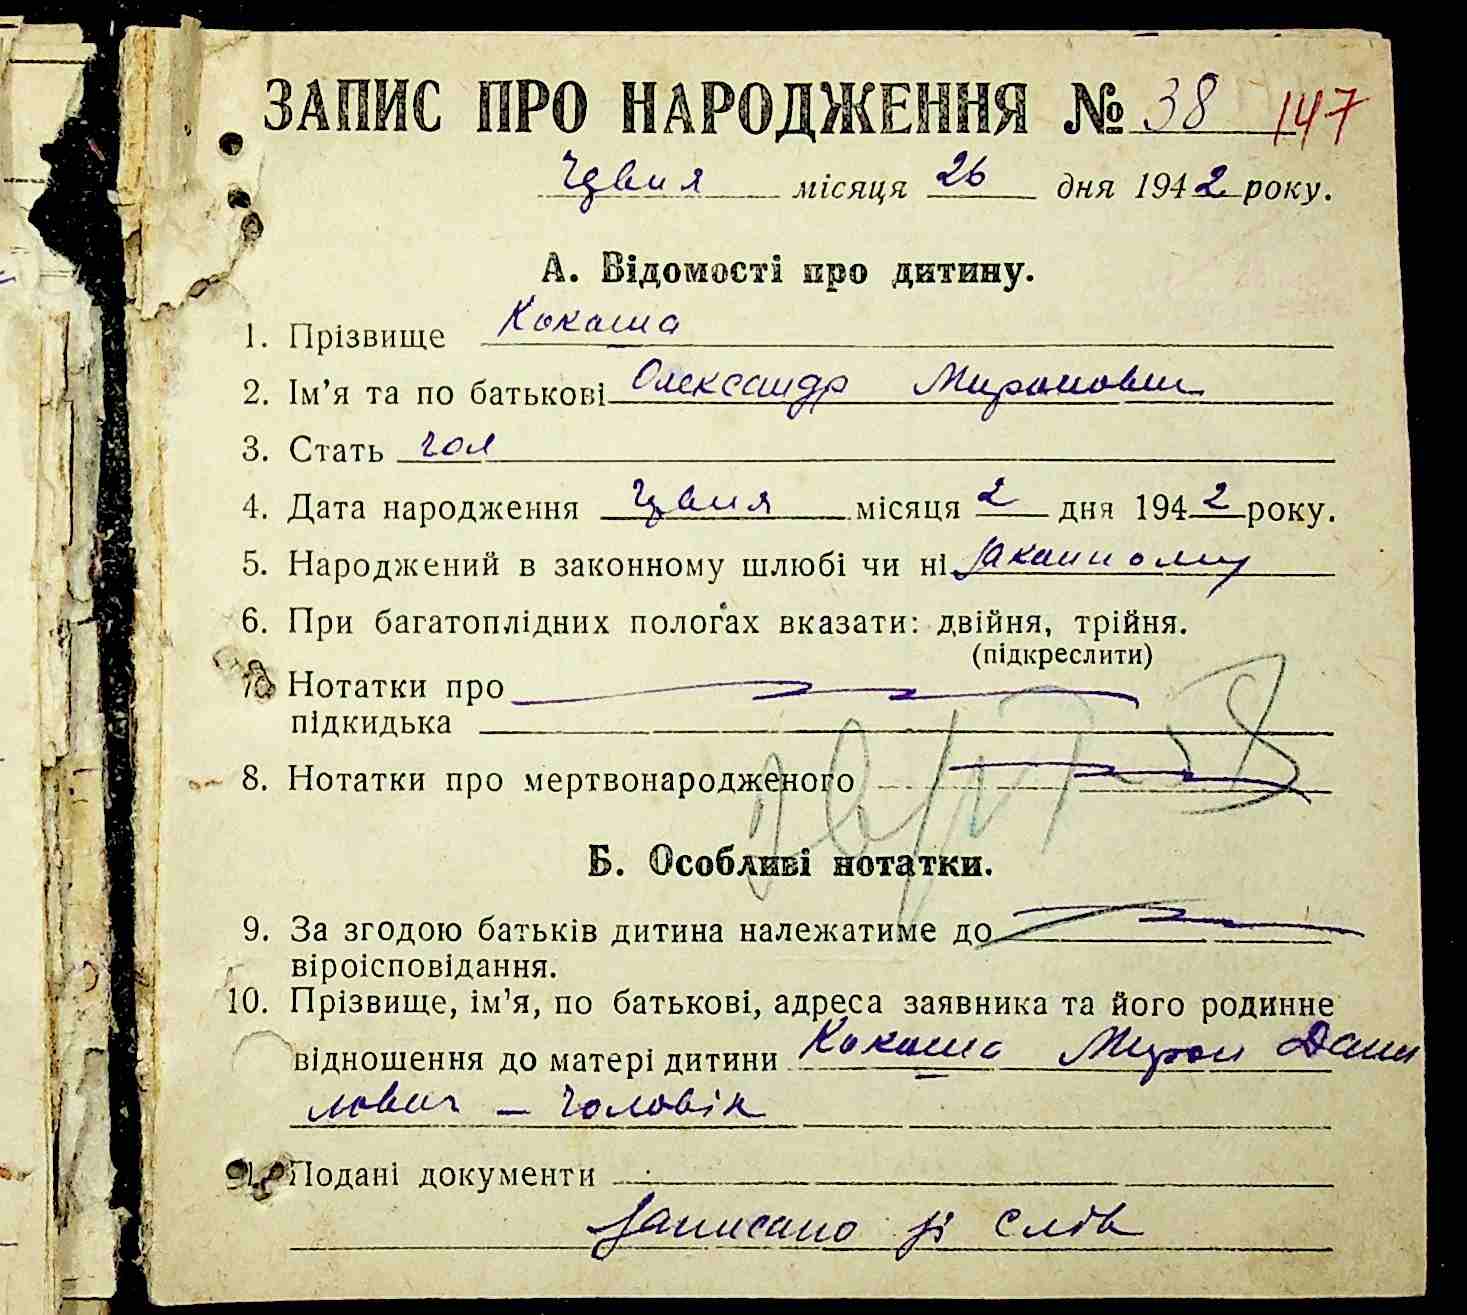 ЗАПИС ПРО НАРОДЖЕННЯ № 38 147
Чрвня місяця 26 дня 1942 року.
А. Відомості про дитину.
1. Прізвище Кокаша
2. Ім’я та по батькові Олександр Миронович
3. Стать чол
4. Дата народження місяця 2 дня 1942 року.
5. Народжений в законному шлюбі чи ні законному
6. При багатоплідних пологах вказати: двійня, трійня.
(підкреслити)
Нотатки про
підкидька
8. Нотатки про мертвонародженого
Б. Особливі нотатки.
9. За згодою батьків дитина належатиме до
віроісповідання.
10. Прізвище, ім’я, по батькові, адреса заявника та його родинне
відношення до матері дитини Кокаша Мирон Дани
лович – чоловік
Подані документи
записано зі слів